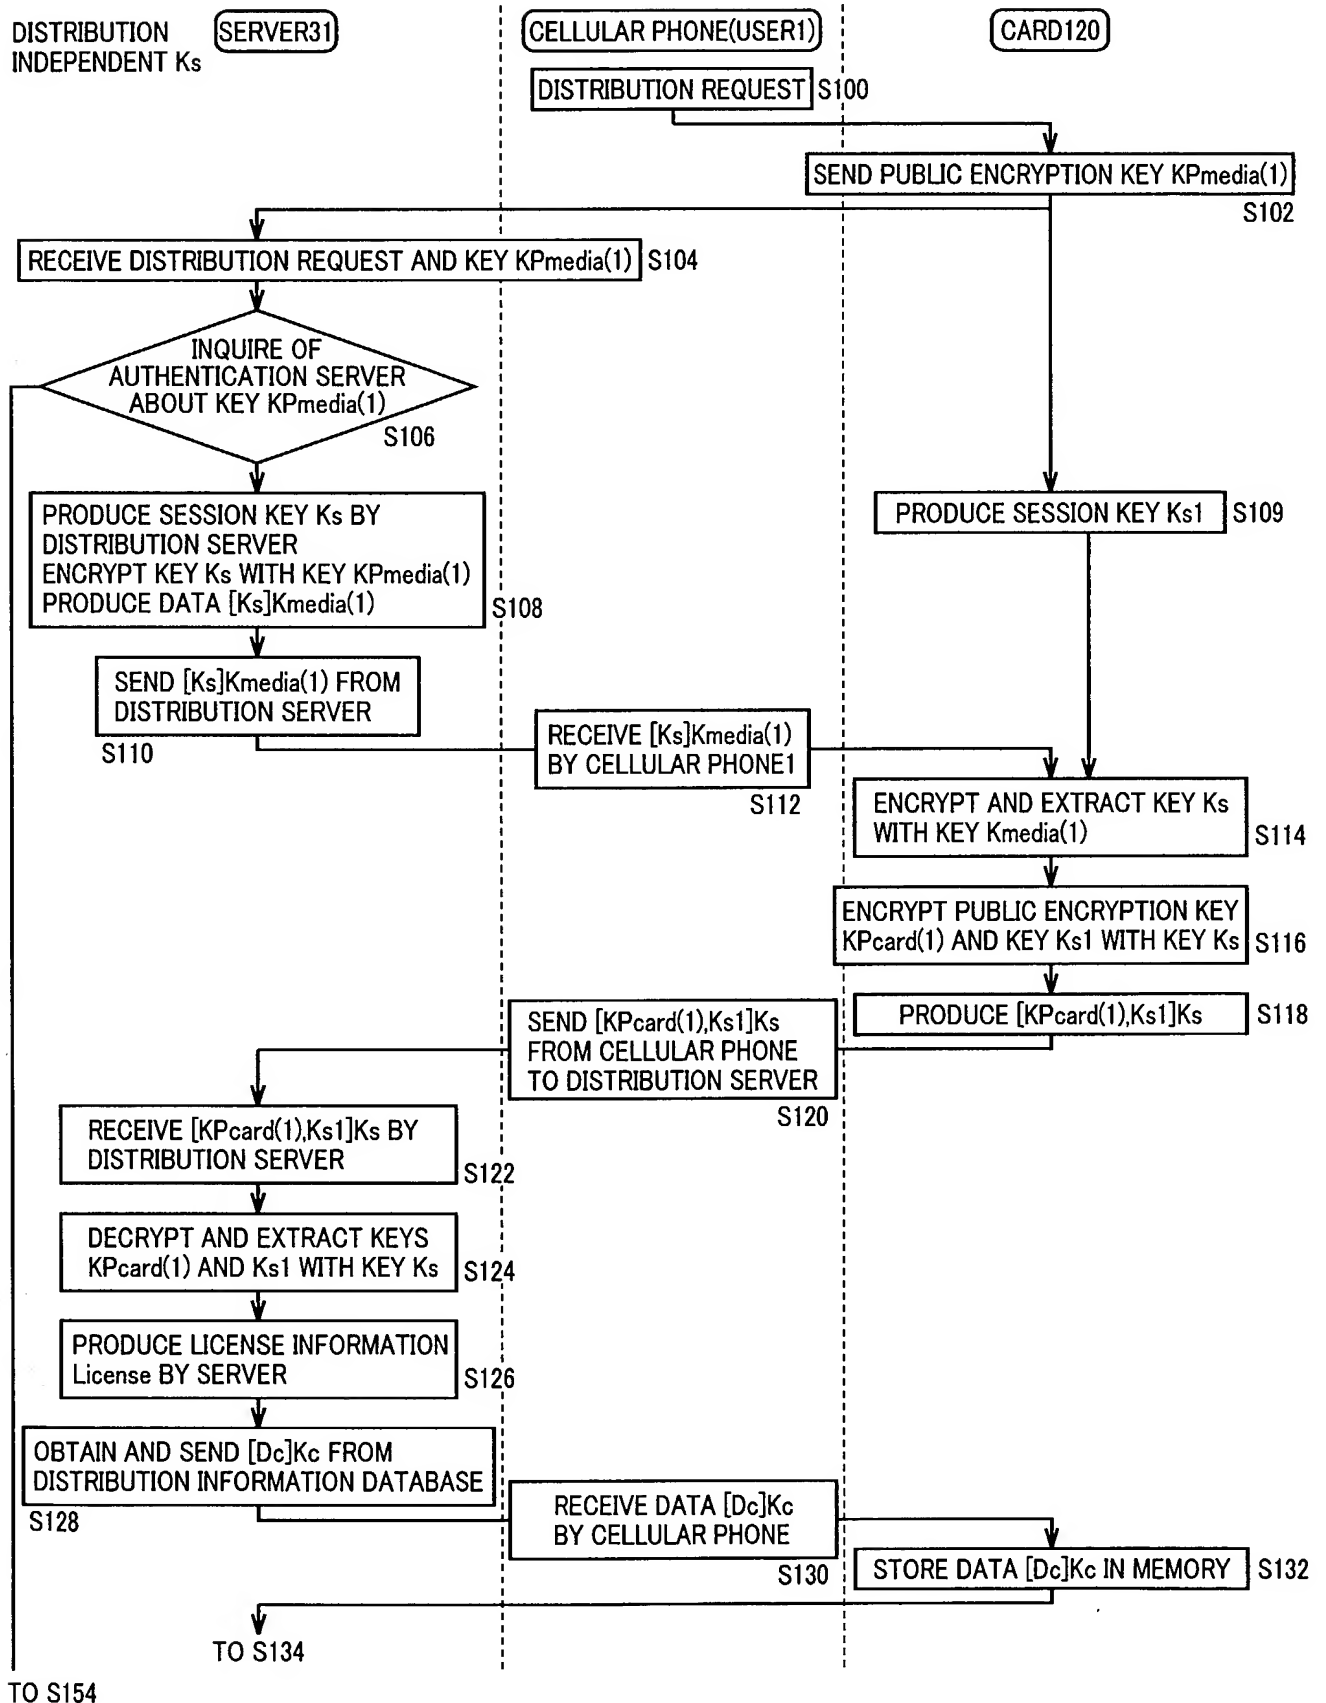 DISTRIBUTION
INDEPENDENT Ks
SERVER31
CELLULAR PHONE(USER1)
CARD120
DISTRIBUTION REQUEST
S100
SEND PUBLIC ENCRYPTION KEY KPmedia(1)
S102
RECEIVE DISTRIBUTION REQUEST AND KEY KPmedia(1)
S104
INQUIRE OF
AUTHENTICATION SERVER
ABOUT KEY KPmedia(1)
S106
PRODUCE SESSION KEY Ks BY
DISTRIBUTION SERVER
ENCRYPT KEY Ks WITH KEY KPmedia(1)
PRODUCE DATA [Ks]Kmedia(1)
S108
PRODUCE SESSION KEY Ks1
S109
SEND [Ks]Kmedia(1) FROM
DISTRIBUTION SERVER
S110
RECEIVE [Ks]Kmedia(1)
BY CELLULAR PHONE1
S112
ENCRYPT AND EXTRACT KEY Ks
WITH KEY Kmedia(1)
S114
ENCRYPT PUBLIC ENCRYPTION KEY
KPcard(1) AND KEY Ks1 WITH KEY Ks
S116
PRODUCE [KPcard(1),Ks1]Ks
S118
SEND [KPcard(1),Ks1]Ks
FROM CELLULAR PHONE
TO DISTRIBUTION SERVER
S120
RECEIVE [KPcard(1),Ks1]Ks BY
DISTRIBUTION SERVER
S122
DECRYPT AND EXTRACT KEYS
KPcard(1) AND Ks1 WITH KEY Ks
S124
PRODUCE LICENSE INFORMATION
License BY SERVER
S126
OBTAIN AND SEND [Dc]Kc FROM
DISTRIBUTION INFORMATION DATABASE
S128
RECEIVE DATA [Dc]Kc
BY CELLULAR PHONE
S130
STORE DATA [Dc]Kc IN MEMORY
S132
TO S134
TO S154